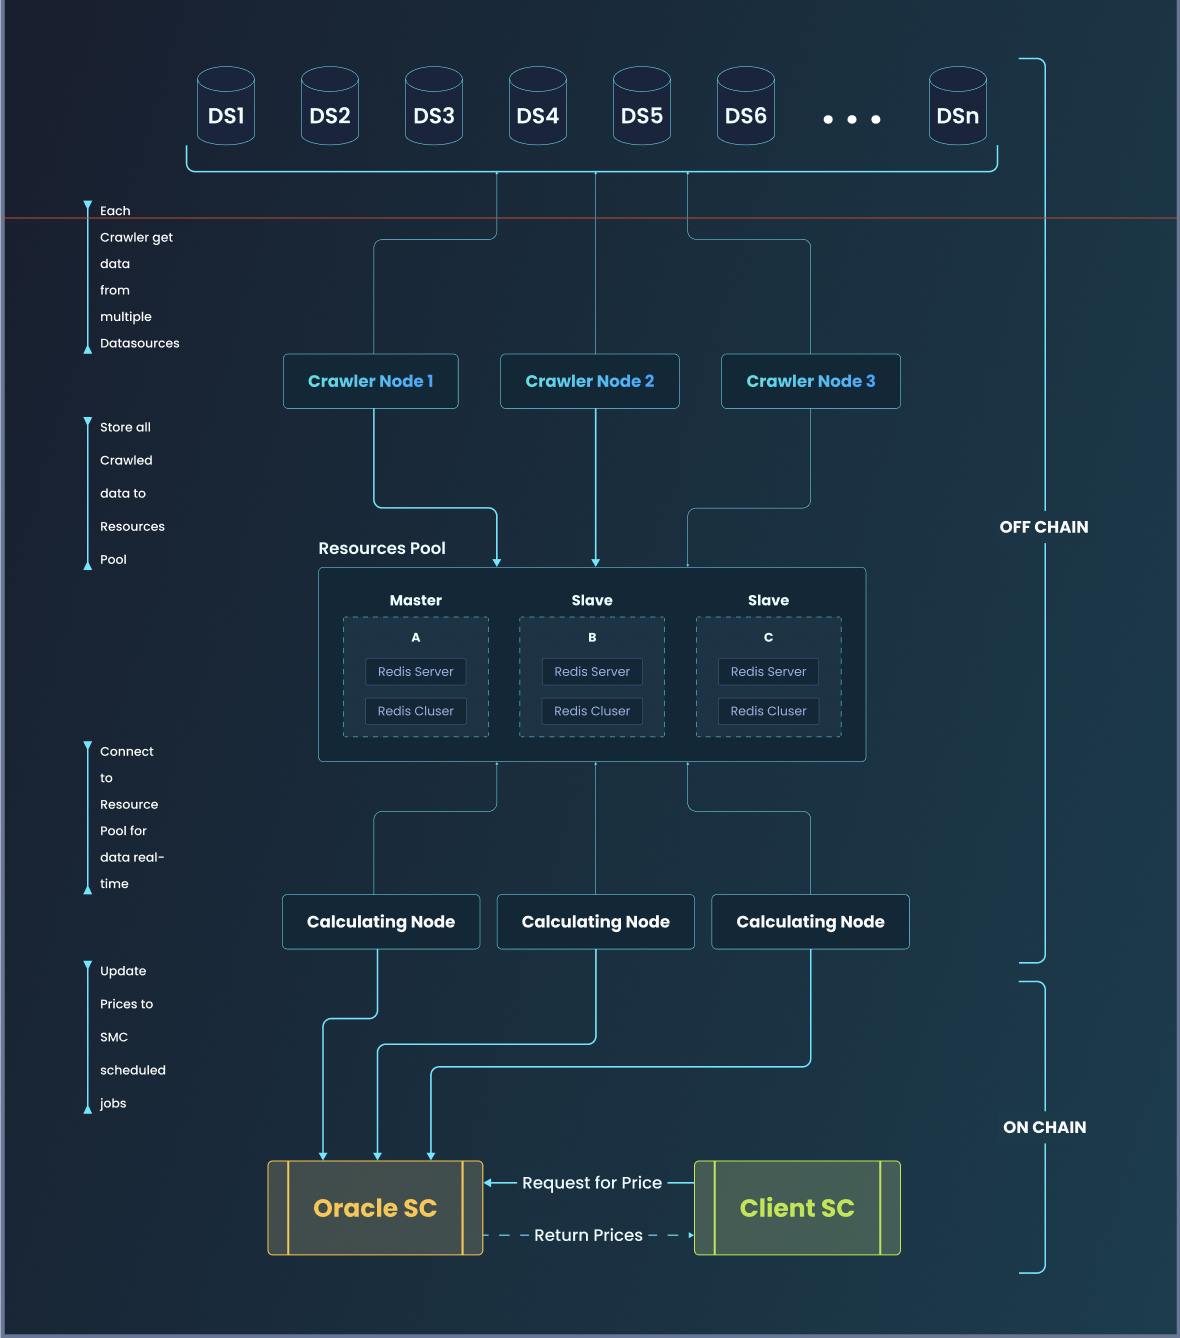 DS1 DS2 DS3 DS4 DS5 DS6 ... DSn
Each
Crawler get
data
from
multiple
Datasources
Crawler Node 1 Crawler Node 2 Crawler Node 3
Store all
Crawled
data to
Resources
Pool
OFF CHAIN
Resources Pool
Master Slave Slave
A B C
Redis Server Redis Server Redis Server
Redis Cluser Redis Cluser Redis Cluser
Connect
to
Resource
Pool for
data real-
time
Calculating Node Calculating Node Calculating Node
Update
Prices to
SMC
scheduled
jobs
ON CHAIN
Request for Price
Oracle SC Client SC
Return Prices